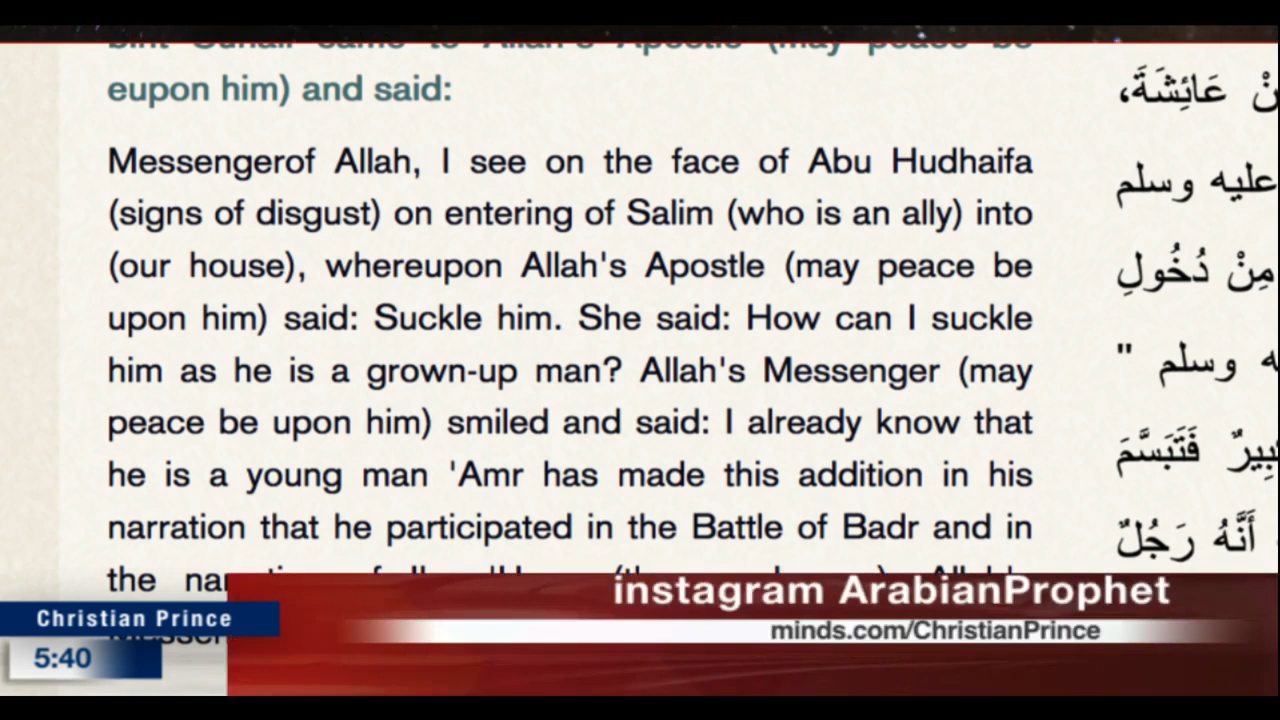 eupon him) and said:
Messengerof Allah, I see on the face of Abu Hudhaifa
(signs of disgust) on entering of Salim (who is an ally) into
(our house), whereupon Allah's Apostle (may peace be
upon him) said: Suckle him. She said: How can I suckle
him as he is a grown-up man? Allah's Messenger (may
peace be upon him) smiled and said: I already know that
he is a young man 'Amr has made this addition in his
narration that he participated in the Battle of Badr and in
the
عَائِشَةَ،
عليه وسلم
مِنْ دُخُولِ
وسلم "
فَتَبَسَّمَ
أَنَّهُ رَجُلٌ
instagram ArabianProphet
minds.com/ChristianPrince
Christian Prince
5:40